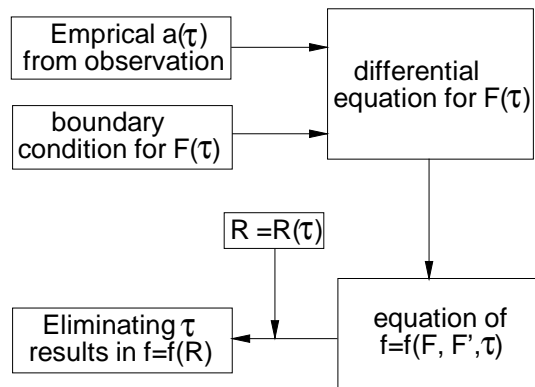 Emprical a(τ)
from observation
differential
equation for F(τ)
boundary
condition for F(τ)
R =R(τ)
equation of
f=f(F, F',τ)
Eliminating τ
results in f=f(R)